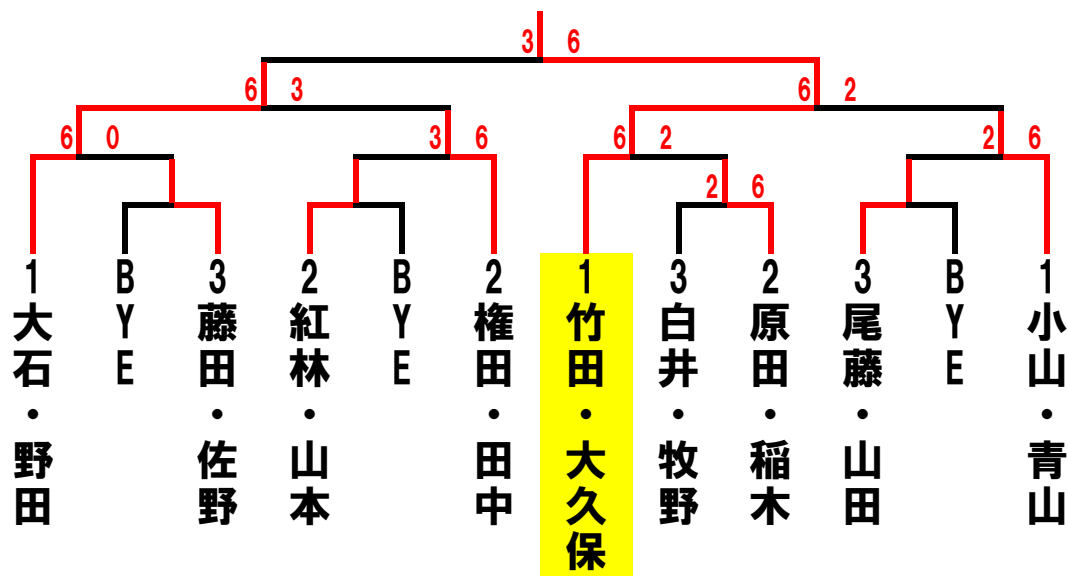 3 6
6 3
6 2
6 0
3 6
6 2
2 6
2 6
1大石・野田
BYE
3藤田・佐野
2紅林・山本
BYE
2権田・田中
1竹田・大久保
3白井・牧野
2原田・稲木
3尾藤・山田
BYE
1小山・青山